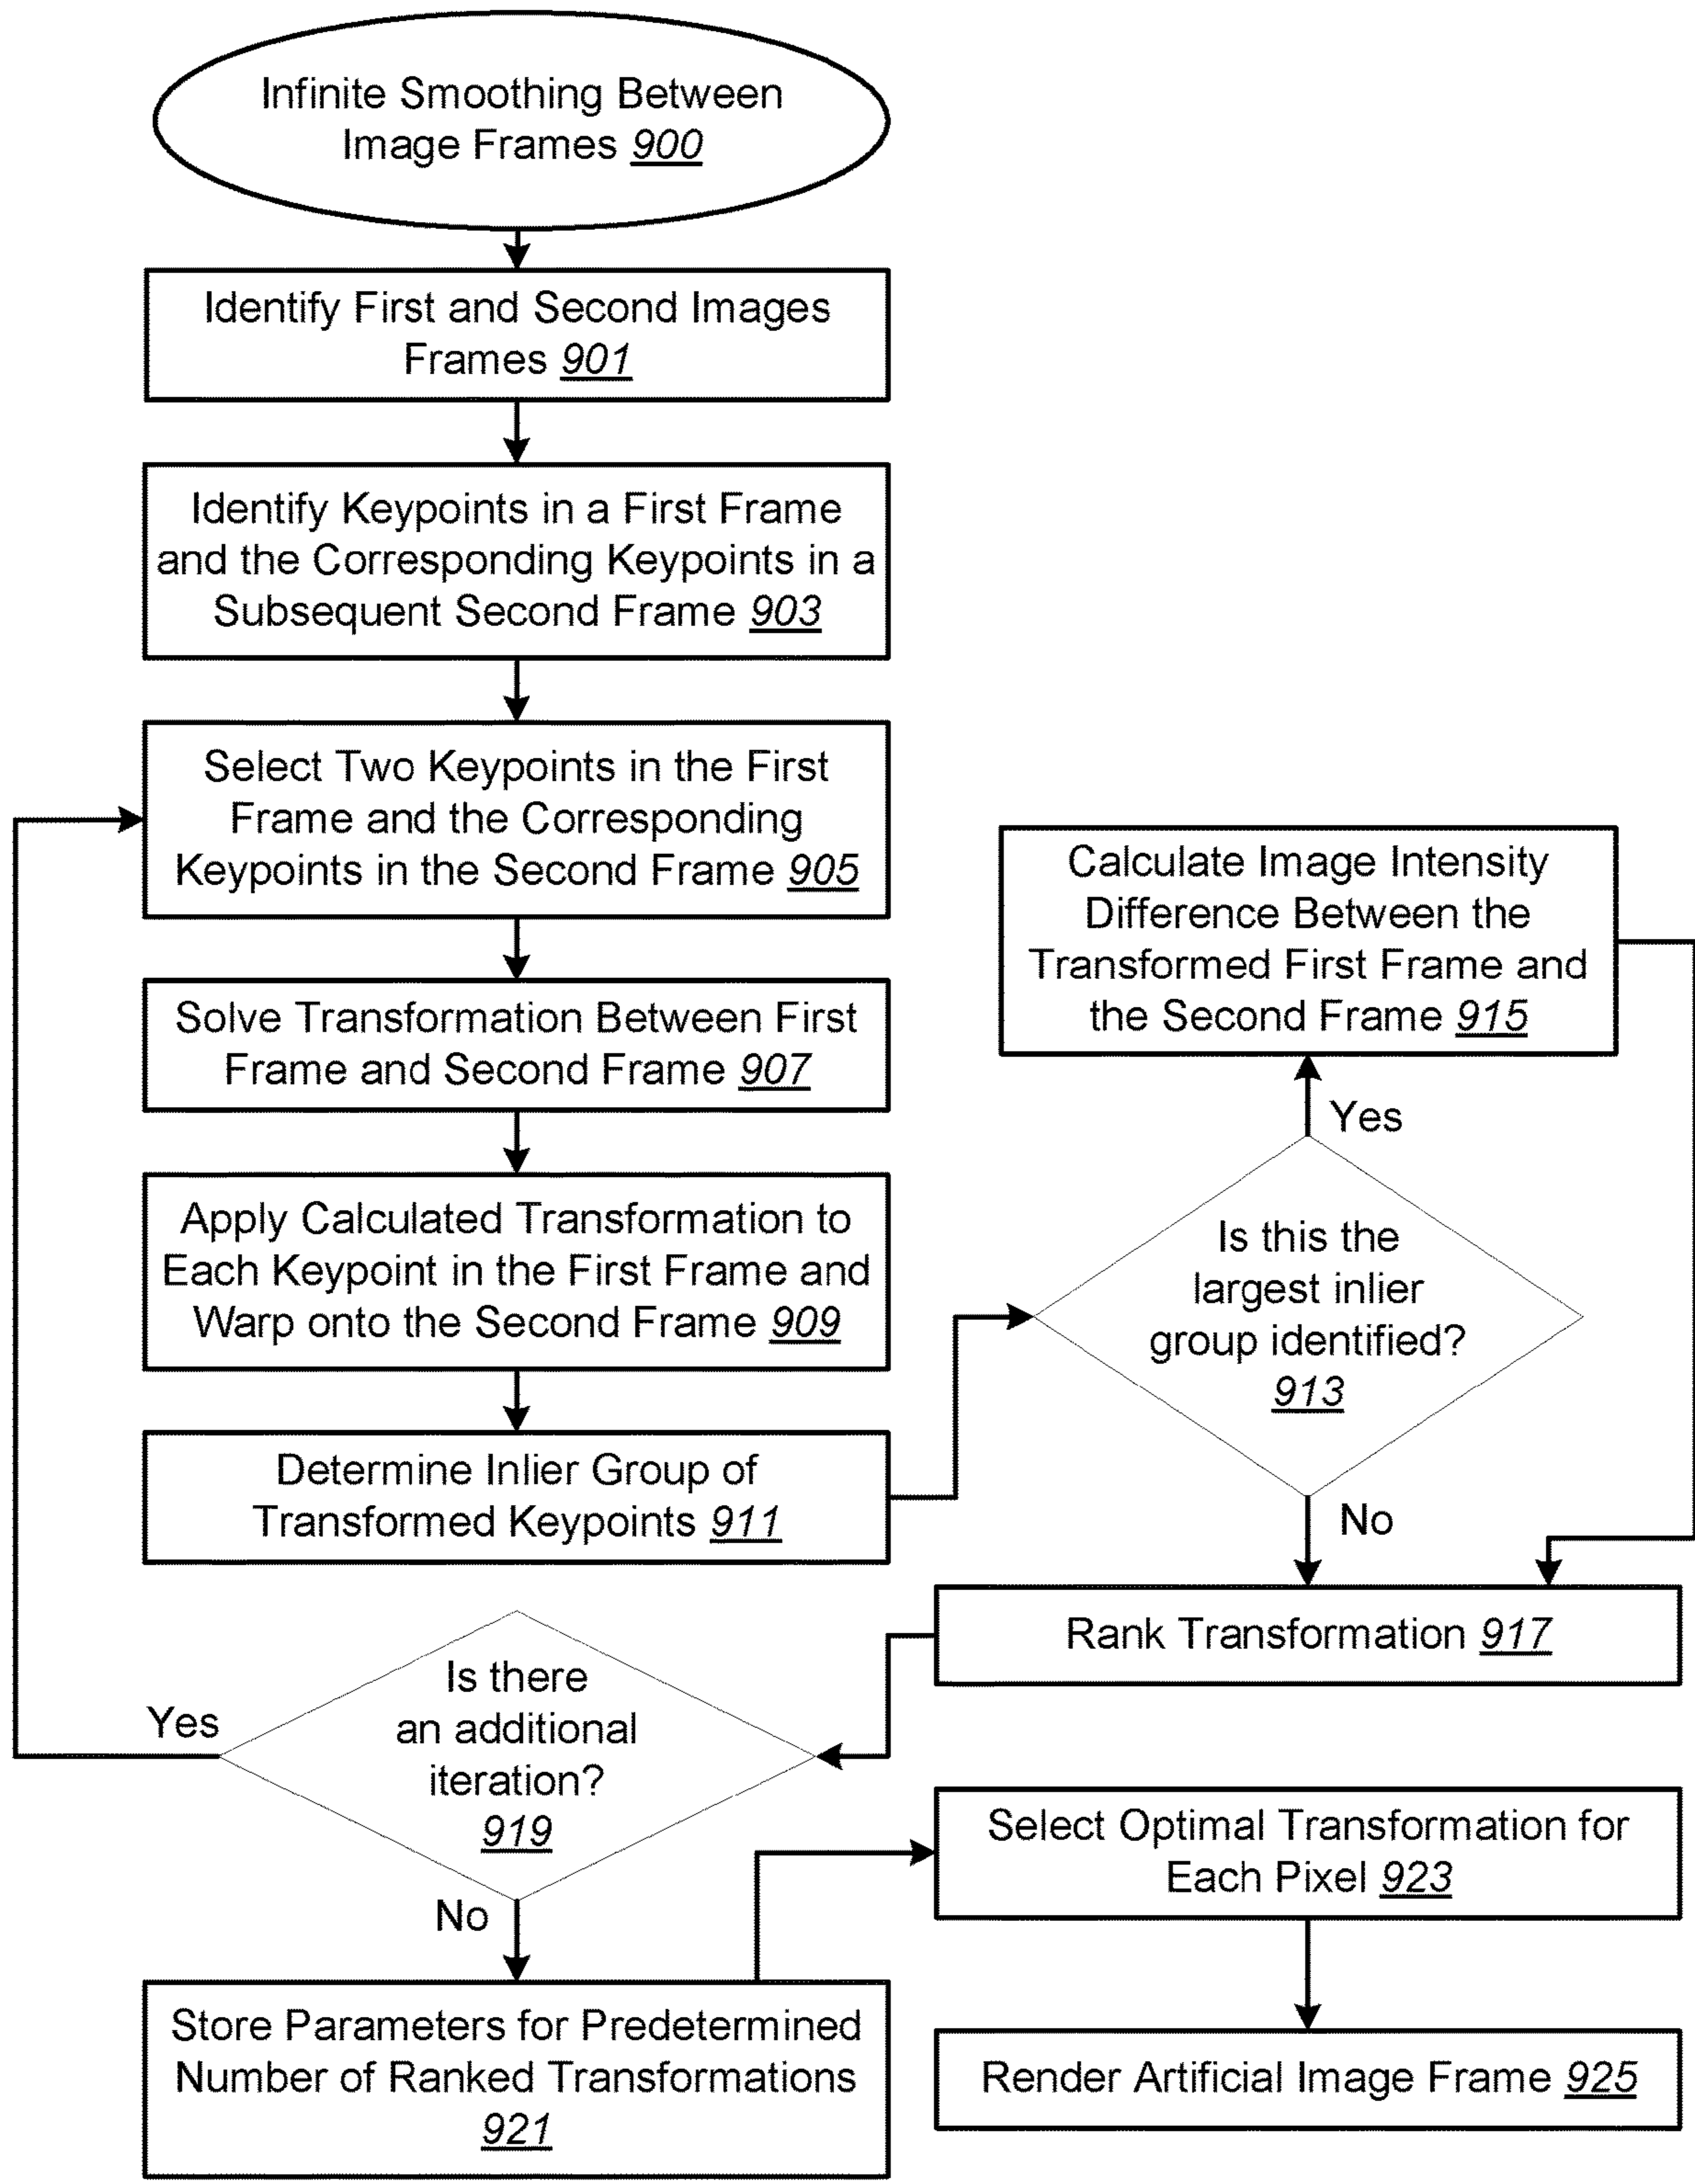 Infinite Smoothing Between
Image Frames 900
Identify First and Second Images
Frames 901
Identify Keypoints in a First Frame
and the Corresponding Keypoints in a
Subsequent Second Frame 903
Select Two Keypoints in the First
Frame and the Corresponding
Keypoints in the Second Frame 905
Solve Transformation Between First
Frame and Second Frame 907
Apply Calculated Transformation to
Each Keypoint in the First Frame and
Warp onto the Second Frame 909
Determine Inlier Group of
Transformed Keypoints 911
Is this the
largest inlier
group identified?
913
Yes
Calculate Image Intensity
Difference Between the
Transformed First Frame and
the Second Frame 915
No
Rank Transformation 917
Is there
an additional
iteration?
919
Yes
No
Store Parameters for Predetermined
Number of Ranked Transformations
921
Select Optimal Transformation for
Each Pixel 923
Render Artificial Image Frame 925